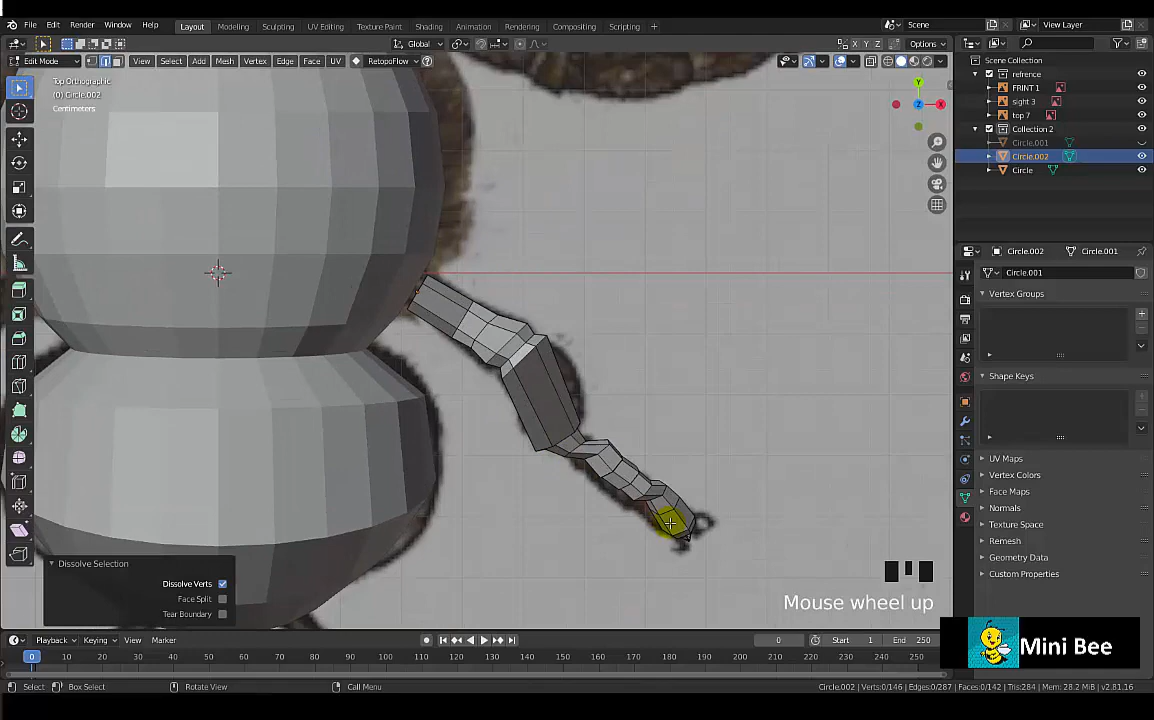 File Edit Render Window Help Layout Modeling Sculpting UV Editing Texture Paint Shading Animation Rendering Compositing Scripting + Scene View Layer
Global X Y Z Options
Edit Mode View Select Add Mesh Vertex Edge Face UV RetopoFlow
Top Orthographic
(0) Circle.002
Centimeters
Y
Z
X
Scene Collection
refrence
FRINT 1
sight 3
top 7
Collection 2
Circle.001
Circle.002
Circle
Circle.002 Circle.001
Circle.001
Vertex Groups
Shape Keys
UV Maps
Vertex Colors
Face Maps
Normals
Texture Space
Remesh
Geometry Data
Custom Properties
Dissolve Selection
Dissolve Verts
Face Split
Tear Boundary
Mouse wheel up
Playback Keying View Marker 0 Start 1 End 250
0 10 20 30 40 50 60 70 80 90 100 110 120 130 140 150 160 170 180 190 200 210 220 230 240 250
Mini Bee
Select Box Select Rotate View Call Menu Circle.002 | Verts:0/146 | Edges:0/287 | Faces:0/142 | Tris:284 | Mem: 28.2 MiB | v2.81.16